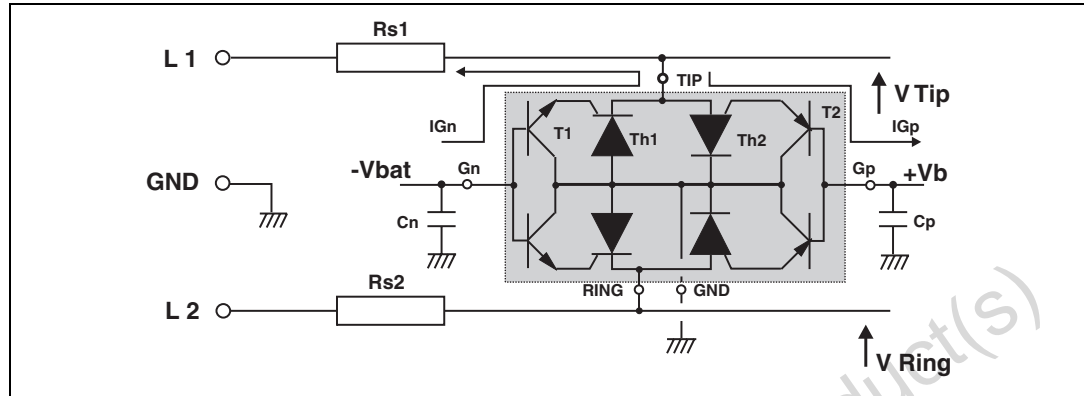 Rs1
L 1
TIP
V Tip
IGn
T1
Th1
Th2
T2
IGp
-Vbat
Gn
Gp
+Vb
GND
Cn
Cp
Rs2
RING
GND
L 2
V Ring
duct(s)